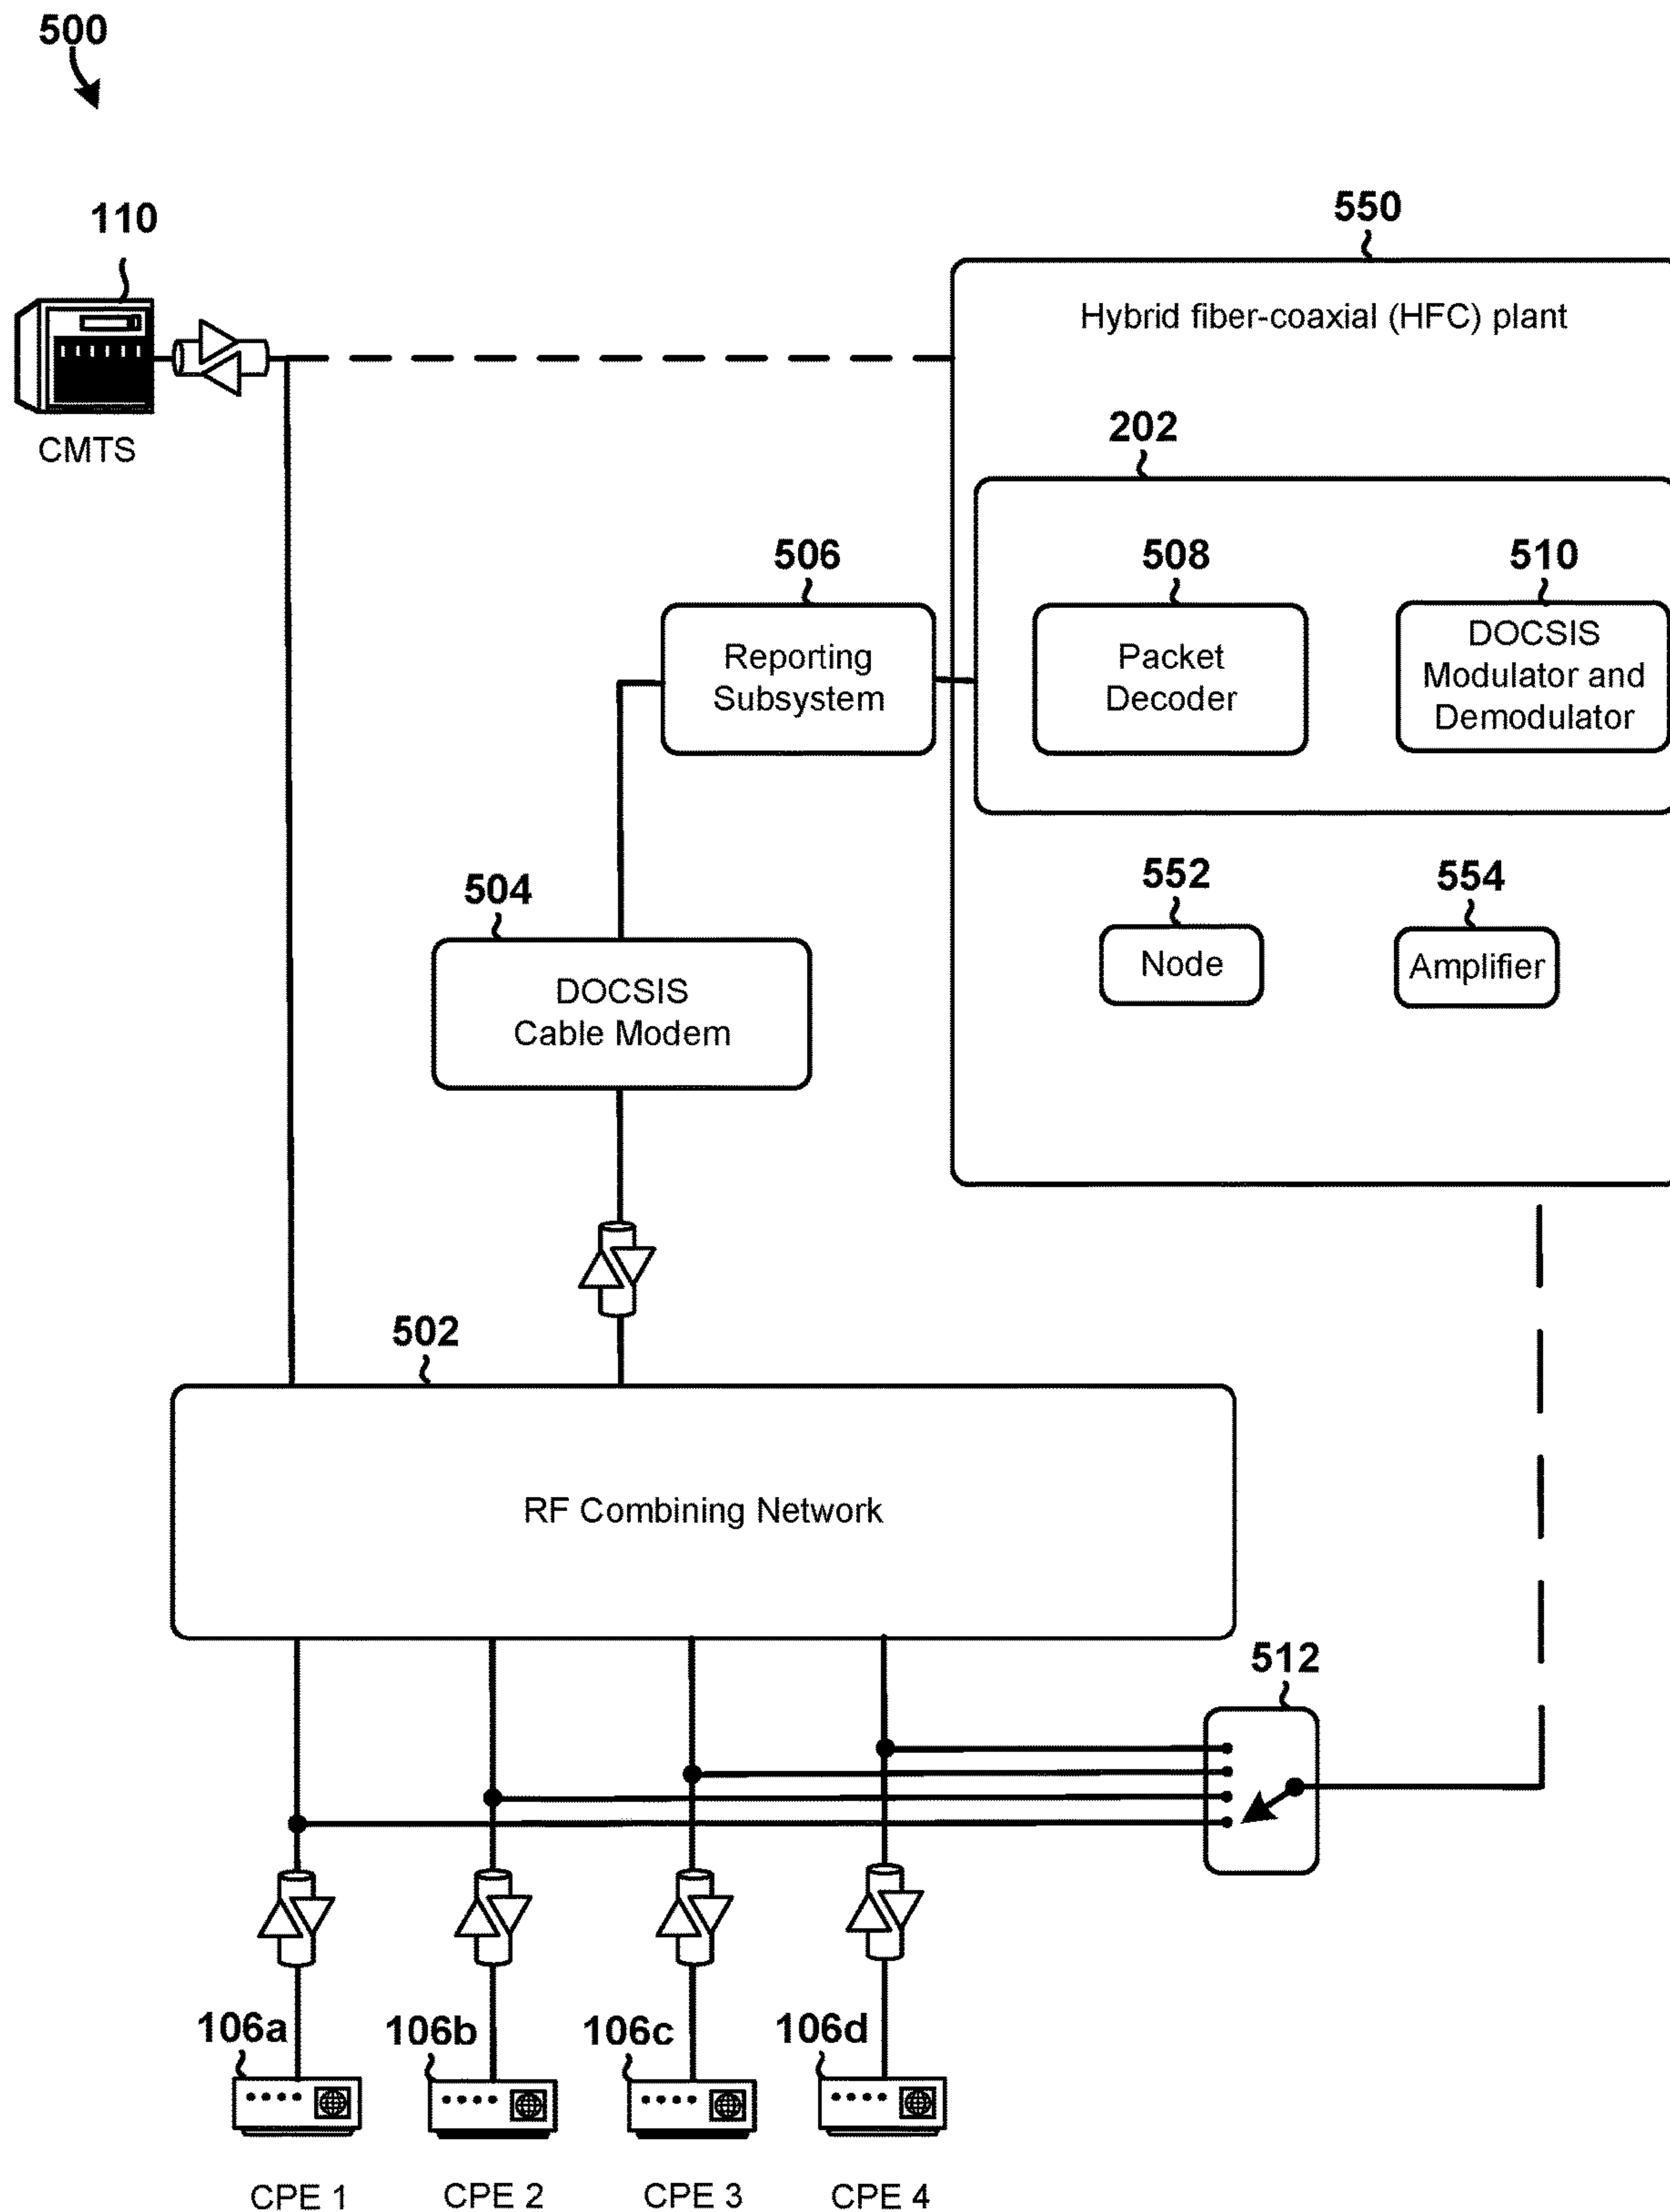 500
110
CMTS
550
Hybrid fiber-coaxial (HFC) plant
202
506
Reporting
Subsystem
508
Packet
Decoder
510
DOCSIS
Modulator and
Demodulator
552
Node
554
Amplifier
504
DOCSIS
Cable Modem
502
RF Combining Network
512
106a
106b
106c
106d
CPE 1
CPE 2
CPE 3
CPE 4